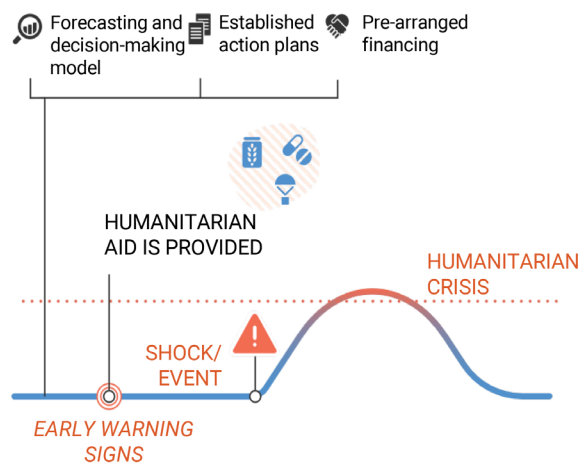 Forecasting and
decision-making
model
Established
action plans
Pre-arranged
financing
HUMANITARIAN
AID IS PROVIDED
HUMANITARIAN
CRISIS
SHOCK/
EVENT
EARLY WARNING
SIGNS